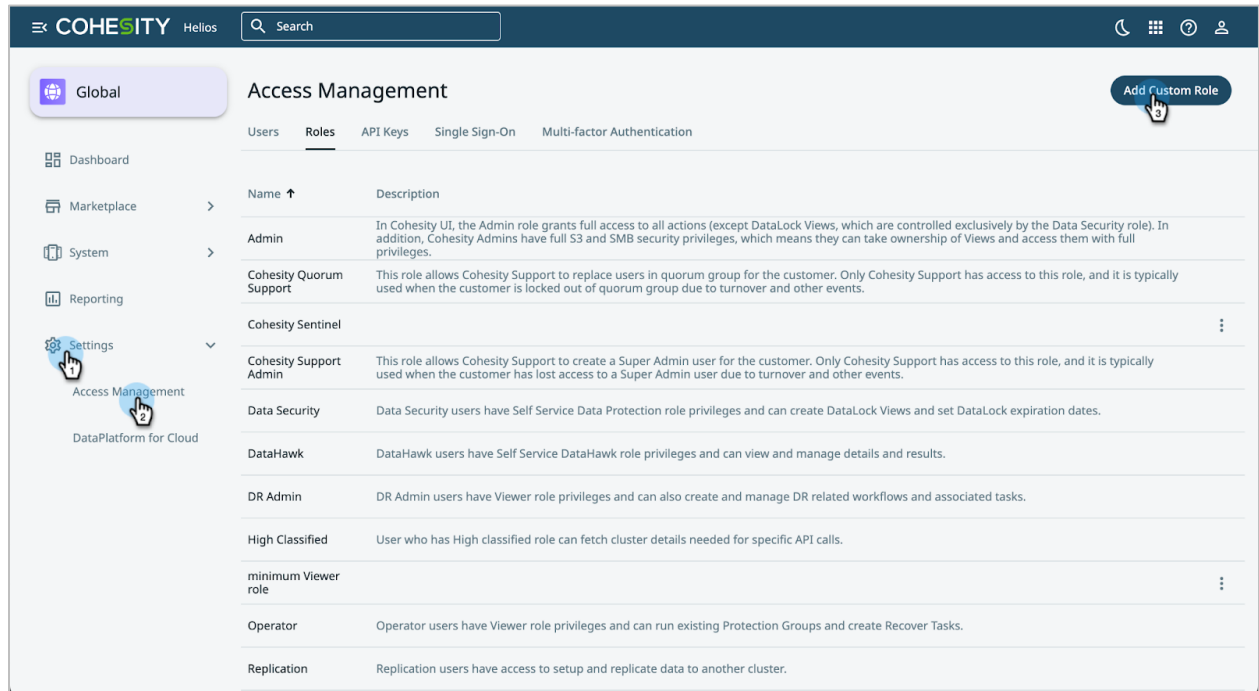 COHESITY Helios
Search
Global
Access Management
Add Custom Role
3
Users Roles API Keys Single Sign-On Multi-factor Authentication
Dashboard
Marketplace
System
Reporting
Settings
1
Access Management
2
DataPlatform for Cloud
Name Description
Admin
In Cohesity UI, the Admin role grants full access to all actions (except DataLock Views, which are controlled exclusively by the Data Security role). In
addition, Cohesity Admins have full S3 and SMB security privileges, which means they can take ownership of Views and access them with full
privileges.
Cohesity Quorum
Support
This role allows Cohesity Support to replace users in quorum group for the customer. Only Cohesity Support has access to this role, and it is typically
used when the customer is locked out of quorum group due to turnover and other events.
Cohesity Sentinel
Cohesity Support
Admin
This role allows Cohesity Support to create a Super Admin user for the customer. Only Cohesity Support has access to this role, and it is typically
used when the customer has lost access to a Super Admin user due to turnover and other events.
Data Security
Data Security users have Self Service Data Protection role privileges and can create DataLock Views and set DataLock expiration dates.
DataHawk
DataHawk users have Self Service DataHawk role privileges and can view and manage details and results.
DR Admin
DR Admin users have Viewer role privileges and can also create and manage DR related workflows and associated tasks.
High Classified
User who has High classified role can fetch cluster details needed for specific API calls.
minimum Viewer
role
Operator
Operator users have Viewer role privileges and can run existing Protection Groups and create Recover Tasks.
Replication
Replication users have access to setup and replicate data to another cluster.